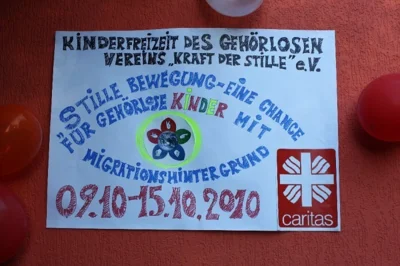 KINDERFREIZEIT DES GEHÖRLOSEN
VEREINS „KRAFT DER STILLE" e.V.
"STILLE BEWEGUNG-EINE CHANCE
FÜR GEHÖRLOSE KINDER MIT
MIGRATIONSHINTERGRUND
09.10-15.10.2010
caritas